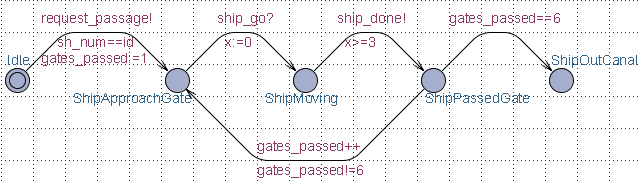 request_passage!
ship_go?
ship_done!
gates_passed==6
sh_num==id
x:=0
x>=3
Idle
gates_passed:=1
ShipOutCanal
ShipApproachGate
ShipMoving
ShipPassedGate
gates_passed++
gates_passed!=6